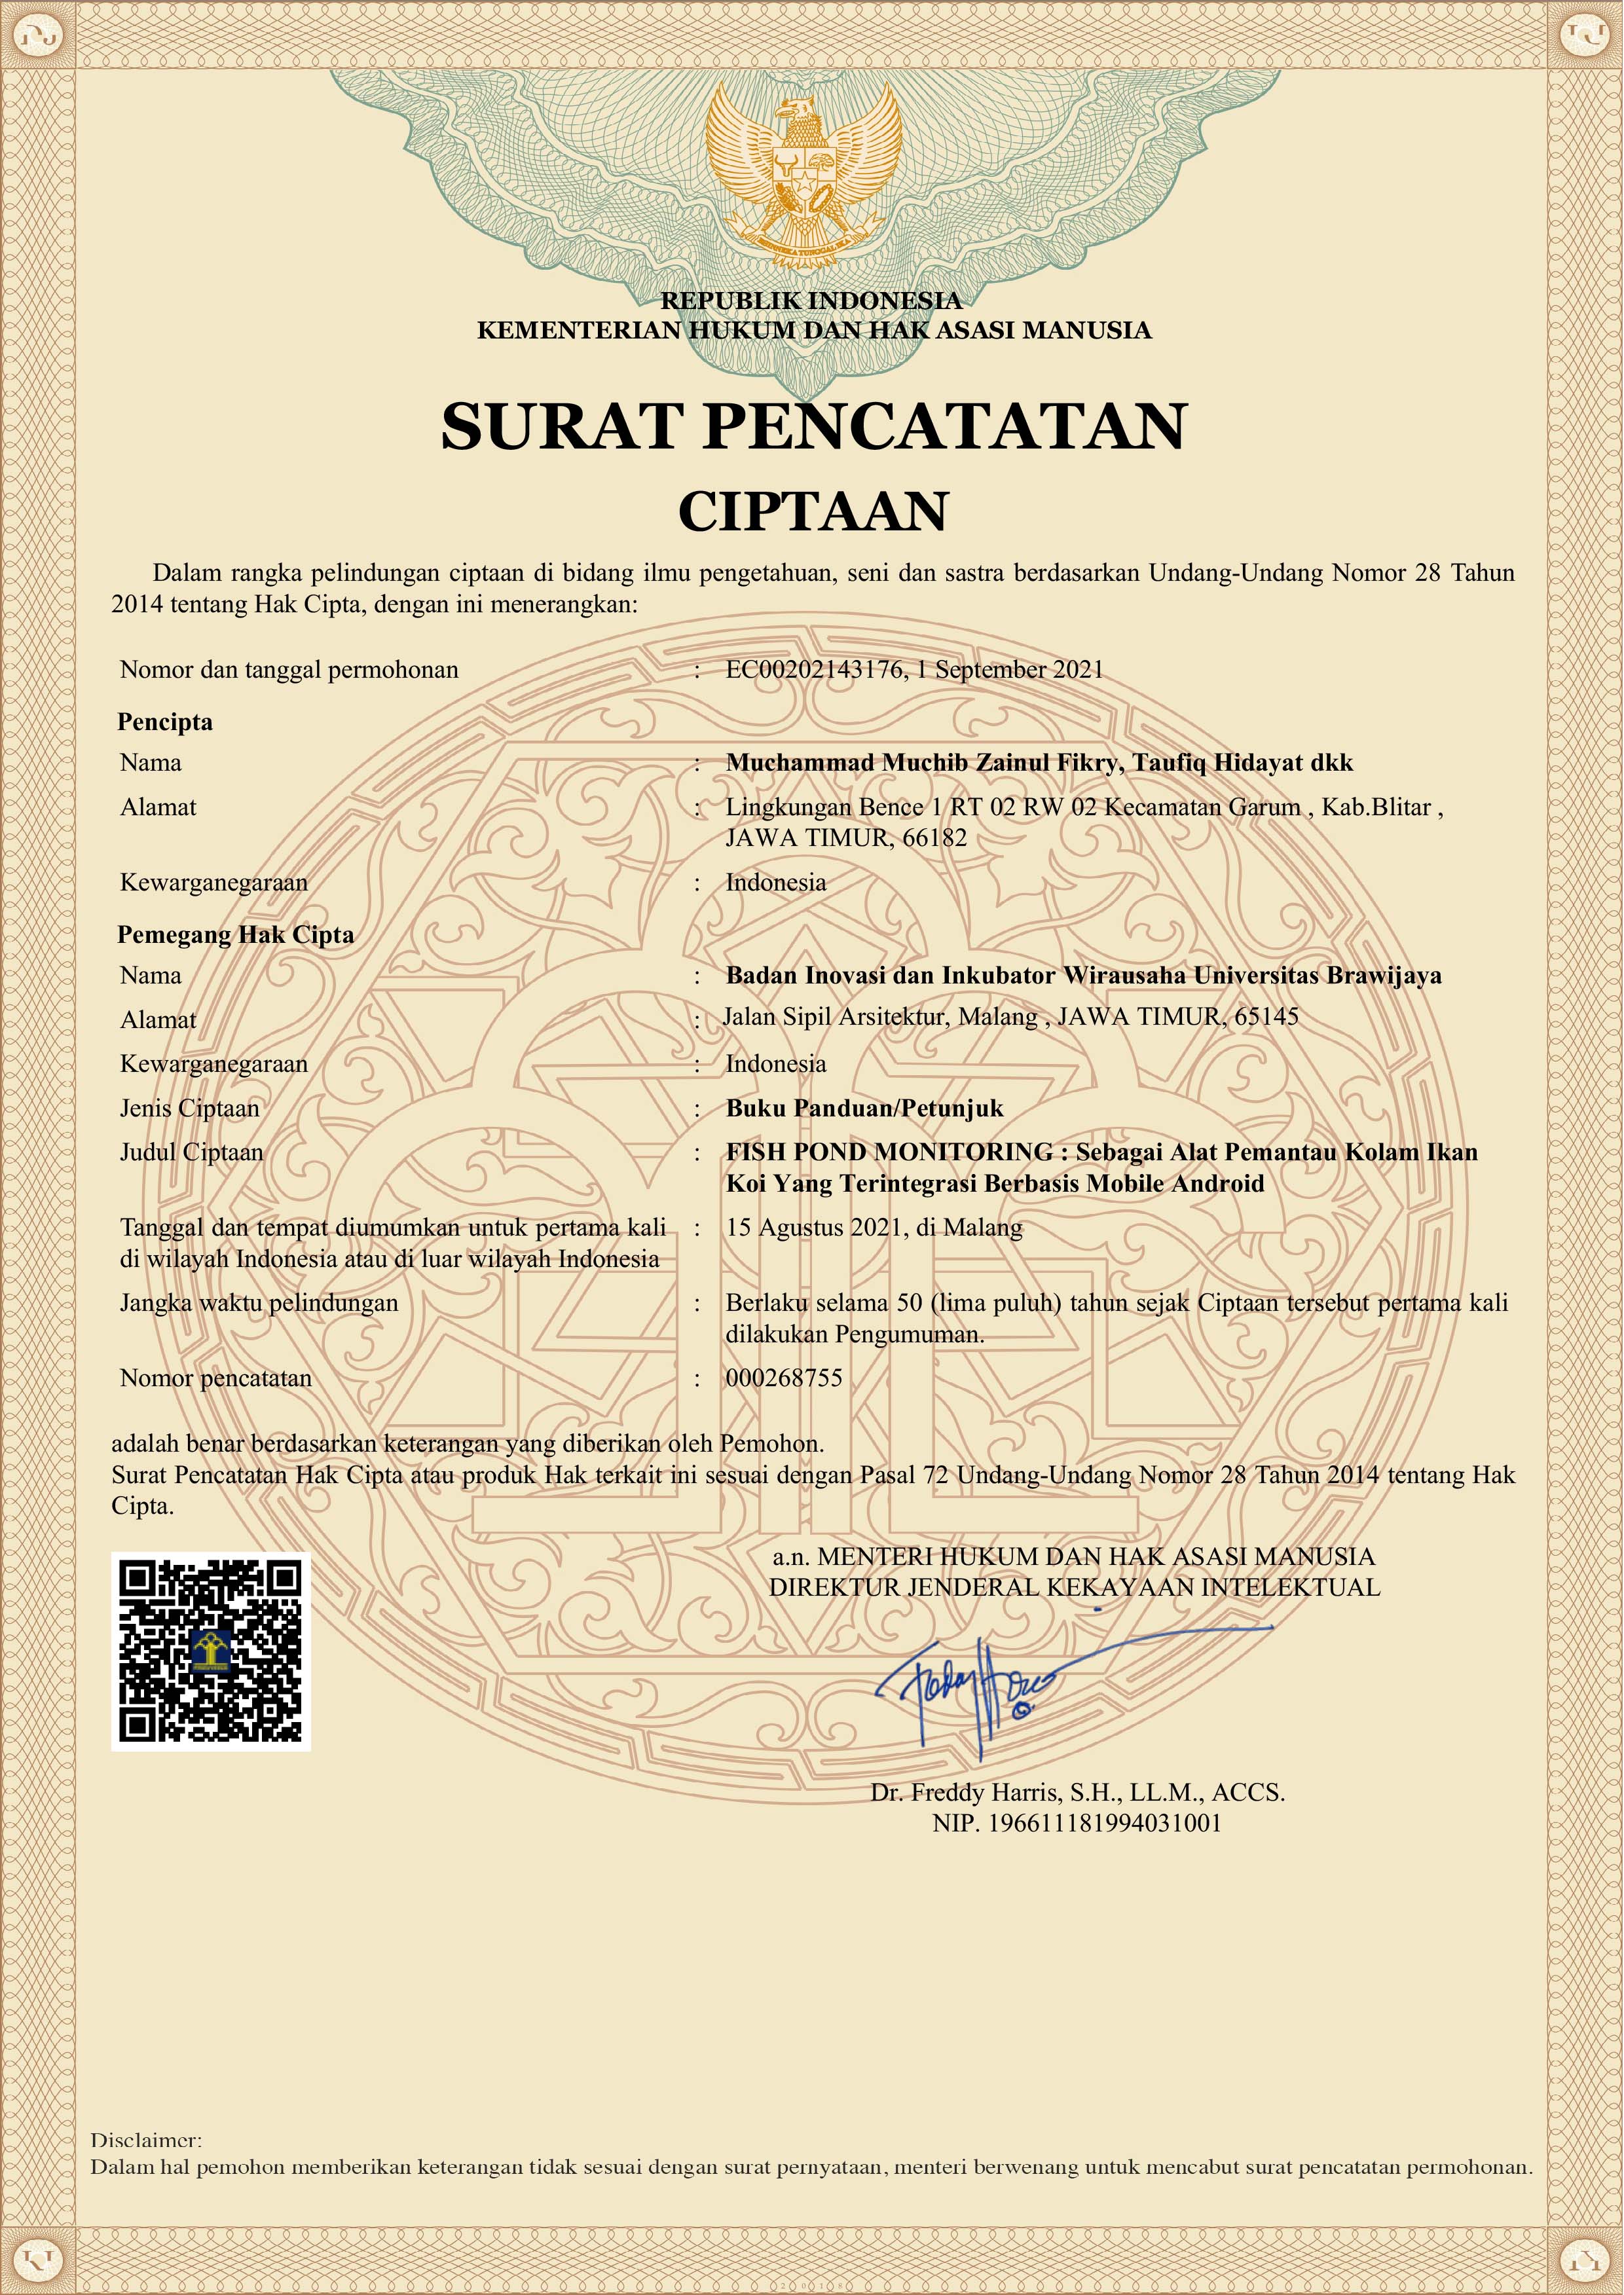 BHINNEKA TUNGGAL IKA
REPUBLIK INDONESIA
KEMENTERIAN HUKUM DAN HAK ASASI MANUSIA
SURAT PENCATATAN
CIPTAAN
Dalam rangka pelindungan ciptaan di bidang ilmu pengetahuan, seni dan sastra berdasarkan Undang-Undang Nomor 28 Tahun
2014 tentang Hak Cipta, dengan ini menerangkan:
Nomor dan tanggal permohonan : EC00202143176, 1 September 2021
Pencipta
Nama : Muchammad Muchib Zainul Fikry, Taufiq Hidayat dkk
Alamat : Lingkungan Bence 1 RT 02 RW 02 Kecamatan Garum , Kab.Blitar ,
JAWA TIMUR, 66182
Kewarganegaraan : Indonesia
Pemegang Hak Cipta
Nama : Badan Inovasi dan Inkubator Wirausaha Universitas Brawijaya
Alamat : Jalan Sipil Arsitektur, Malang , JAWA TIMUR, 65145
Kewarganegaraan : Indonesia
Jenis Ciptaan : Buku Panduan/Petunjuk
Judul Ciptaan : FISH POND MONITORING : Sebagai Alat Pemantau Kolam Ikan
Koi Yang Terintegrasi Berbasis Mobile Android
Tanggal dan tempat diumumkan untuk pertama kali : 15 Agustus 2021, di Malang
di wilayah Indonesia atau di luar wilayah Indonesia
Jangka waktu pelindungan : Berlaku selama 50 (lima puluh) tahun sejak Ciptaan tersebut pertama kali
dilakukan Pengumuman.
Nomor pencatatan : 000268755
adalah benar berdasarkan keterangan yang diberikan oleh Pemohon.
Surat Pencatatan Hak Cipta atau produk Hak terkait ini sesuai dengan Pasal 72 Undang-Undang Nomor 28 Tahun 2014 tentang Hak
Cipta.
a.n. MENTERI HUKUM DAN HAK ASASI MANUSIA
DIREKTUR JENDERAL KEKAYAAN INTELEKTUAL
Dr. Freddy Harris, S.H., LL.M., ACCS.
NIP. 196611181994031001
Disclaimer:
Dalam hal pemohon memberikan keterangan tidak sesuai dengan surat pernyataan, menteri berwenang untuk mencabut surat pencatatan permohonan.